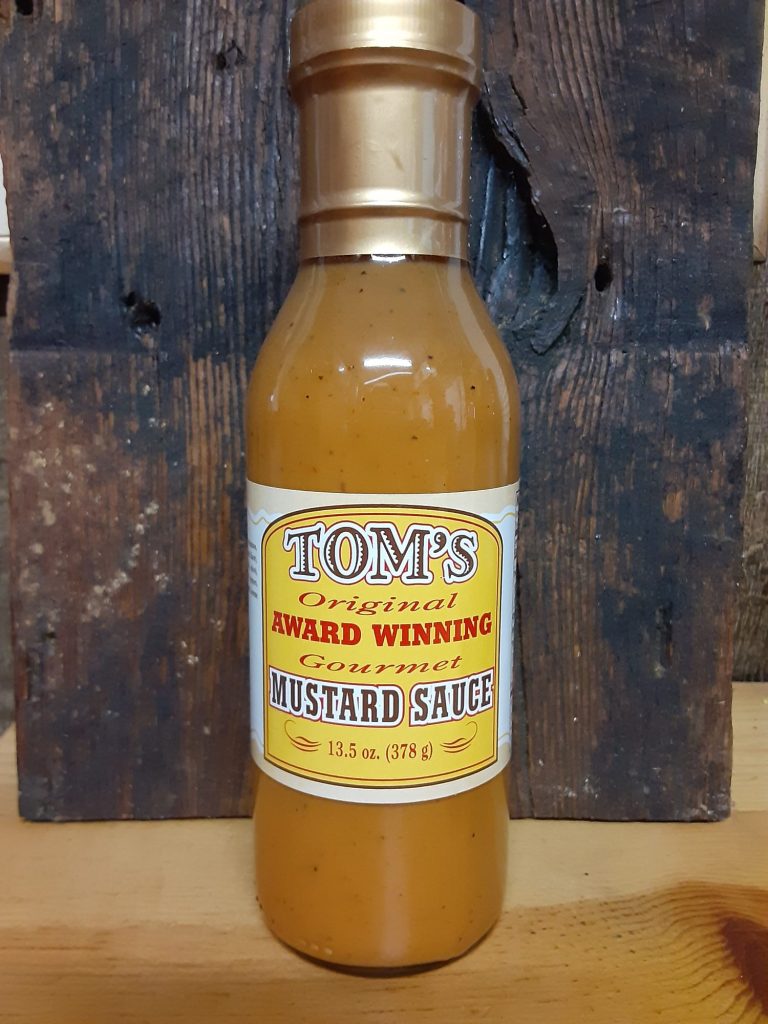 TOM'S
Original
AWARD WINNING
Gourmet
MUSTARD SAUCE
13.5 oz. (378 g)